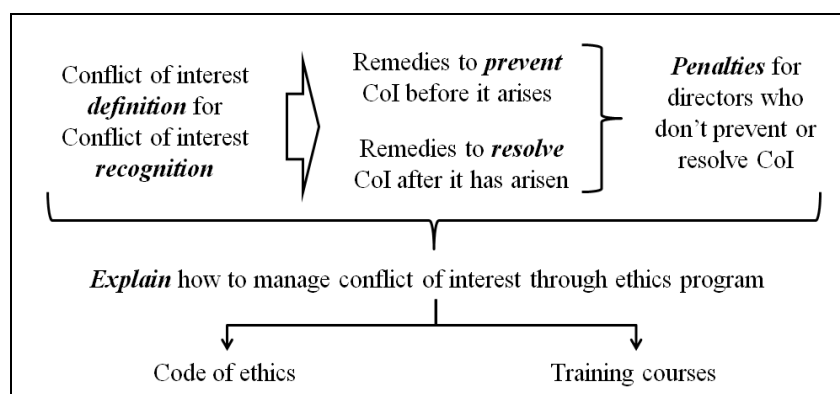 Conflict of interest
definition for
Conflict of interest
recognition
Remedies to prevent
CoI before it arises
Remedies to resolve
CoI after it has arisen
Penalties for
directors who
don't prevent or
resolve CoI
Explain how to manage conflict of interest through ethics program
Code of ethics
Training courses